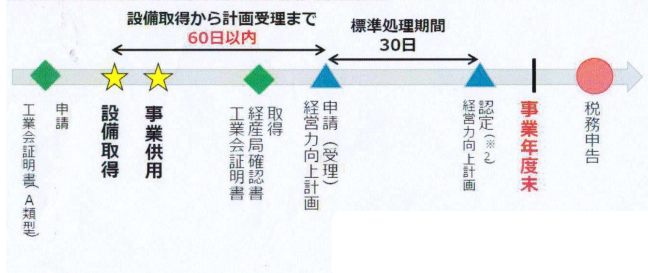 設備取得から計画受理まで
60日以内
標準処理期間
30日
申請
工業会証明書(A類型)
設備取得
事業供用
取得
経産局確認書
工業会証明書
申請(受理)
経営力向上計画
認定(※2)
経営力向上計画
事業年度末
税務申告